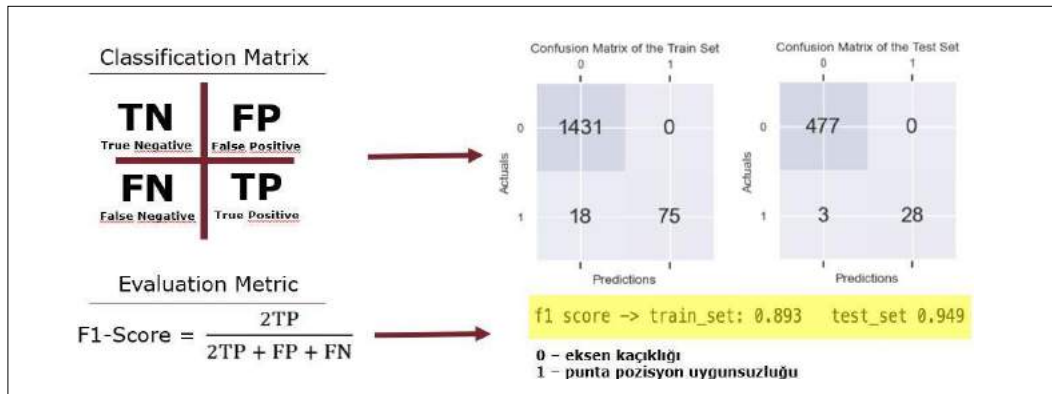 Classification Matrix
TN FP
True Negative False Positive
FN TP
False Negative True Positive
Evaluation Metric
F1-Score = 2TP / 2TP + FP + FN
Confusion Matrix of the Train Set
0 1
0 1431 0
Actuals
1 18 75
Predictions
Confusion Matrix of the Test Set
0 1
0 477 0
Actuals
1 3 28
Predictions
f1 score -> train_set: 0.893 test_set 0.949
0 – eksen kaçıklığı
1 – punta pozisyon uygunsuzluğu